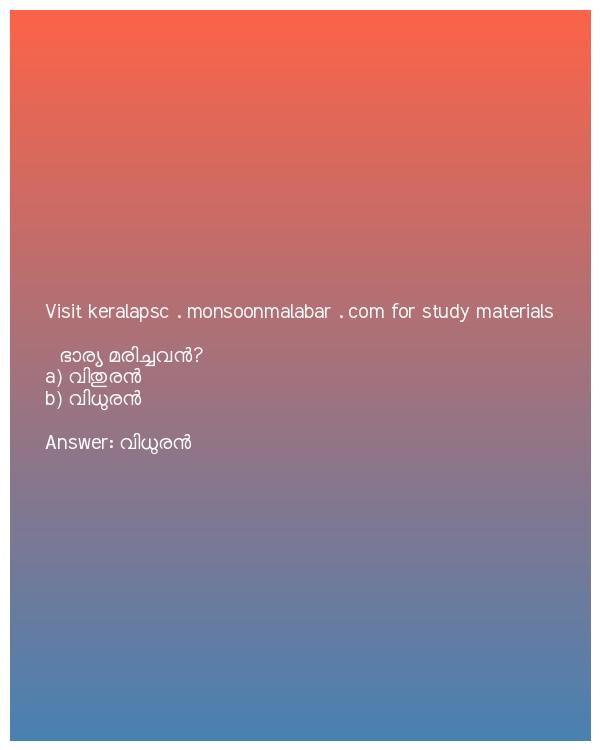 Visit keralapsc . monsoonmalabar . com for study materials
ഭാര്യ മരിച്ചവൻ?
a) വിതുരൻ
b) വിധുരൻ
Answer: വിധുരൻ